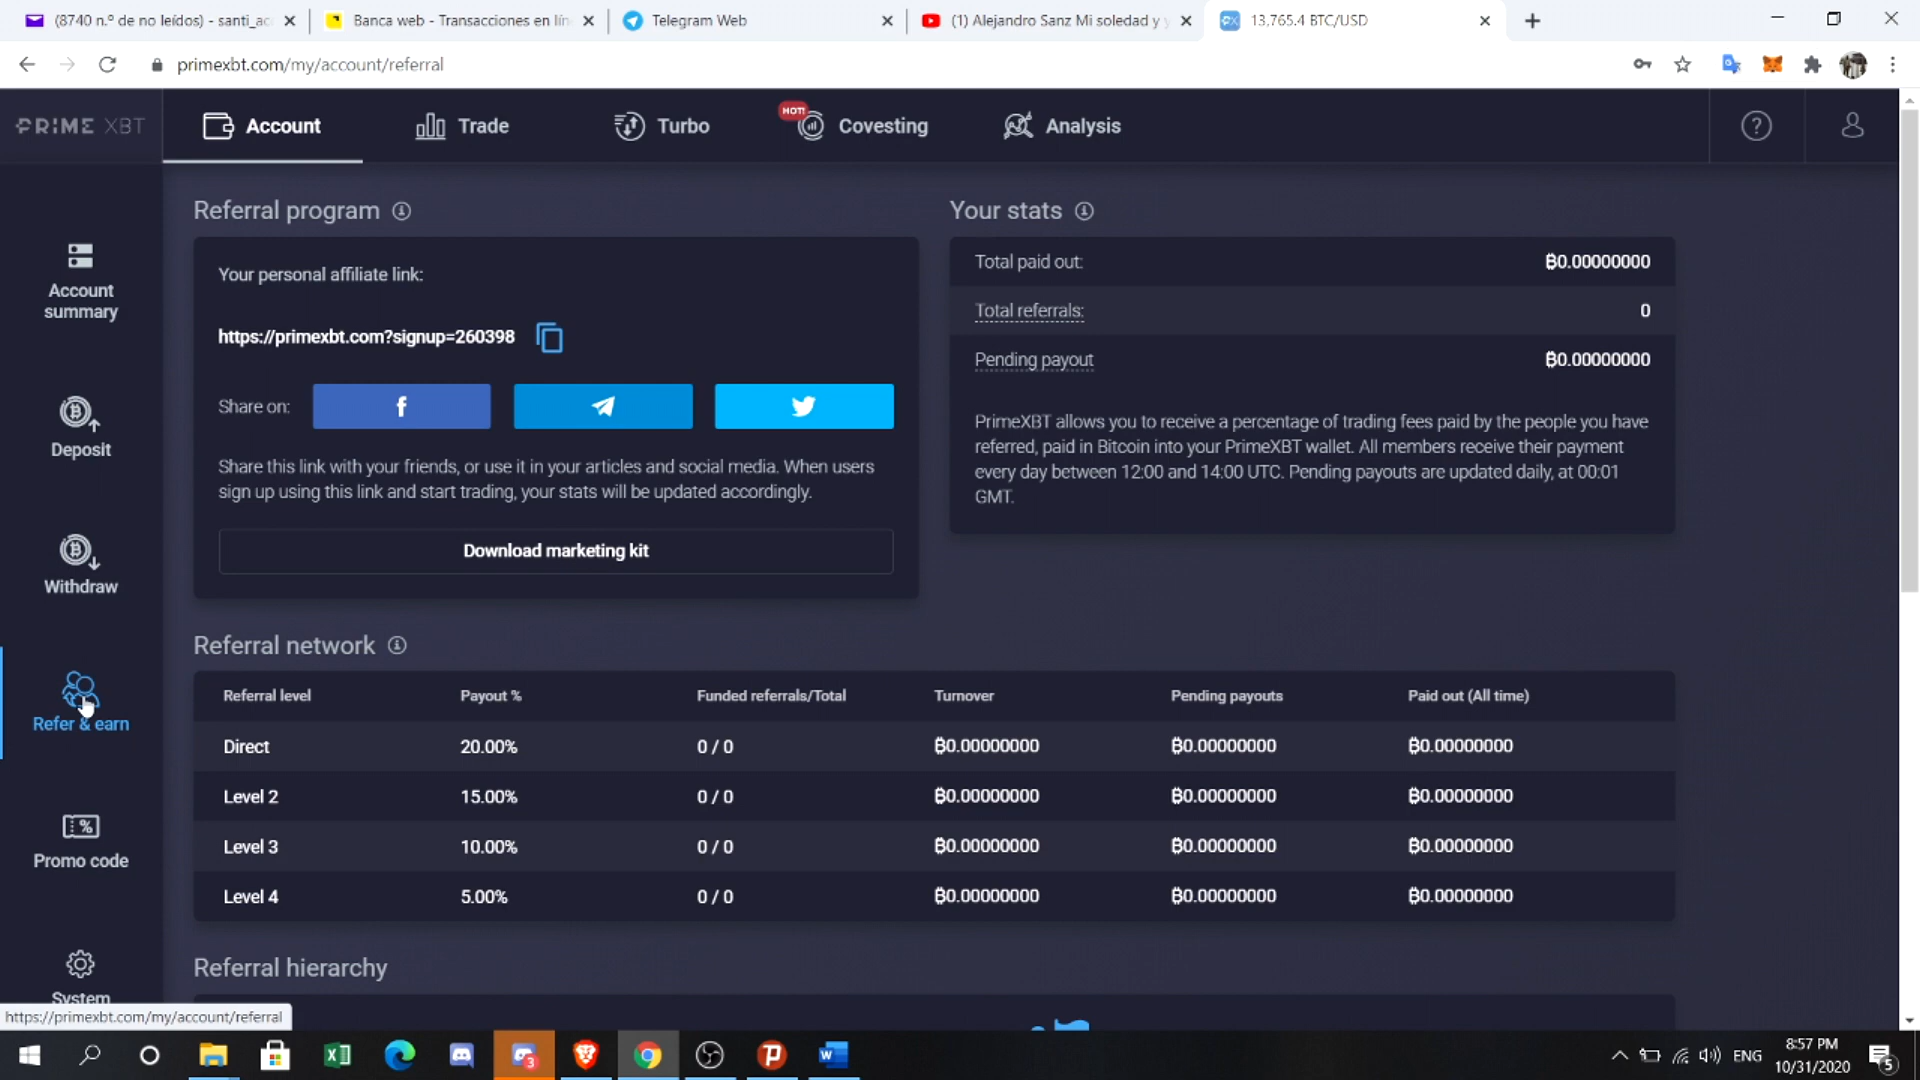 (8740 n.º de no leídos) - santi_ac
Banca web - Transacciones en lín
Telegram Web
(1) Alejandro Sanz Mi soledad y y
13,765.4 BTC/USD
primexbt.com/my/account/referral
PRIME XBT
Account
Trade
Turbo
HOT!
Covesting
Analysis
Account
summary
Deposit
Withdraw
Refer & earn
Promo code
System
Referral program
Your personal affiliate link:
https://primexbt.com?signup=260398
Share on:
Share this link with your friends, or use it in your articles and social media. When users
sign up using this link and start trading, your stats will be updated accordingly.
Download marketing kit
Your stats
Total paid out: ₿0.00000000
Total referrals: 0
Pending payout ₿0.00000000
PrimeXBT allows you to receive a percentage of trading fees paid by the people you have
referred, paid in Bitcoin into your PrimeXBT wallet. All members receive their payment
every day between 12:00 and 14:00 UTC. Pending payouts are updated daily, at 00:01
GMT.
Referral network
Referral level Payout % Funded referrals/Total Turnover Pending payouts Paid out (All time)
Direct 20.00% 0 / 0 ₿0.00000000 ₿0.00000000 ₿0.00000000
Level 2 15.00% 0 / 0 ₿0.00000000 ₿0.00000000 ₿0.00000000
Level 3 10.00% 0 / 0 ₿0.00000000 ₿0.00000000 ₿0.00000000
Level 4 5.00% 0 / 0 ₿0.00000000 ₿0.00000000 ₿0.00000000
Referral hierarchy
https://primexbt.com/my/account/referral
3
ENG
8:57 PM
10/31/2020
5